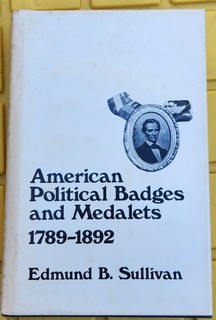 American
Political Badges
and Medalets
1789–1892
Edmund B. Sullivan